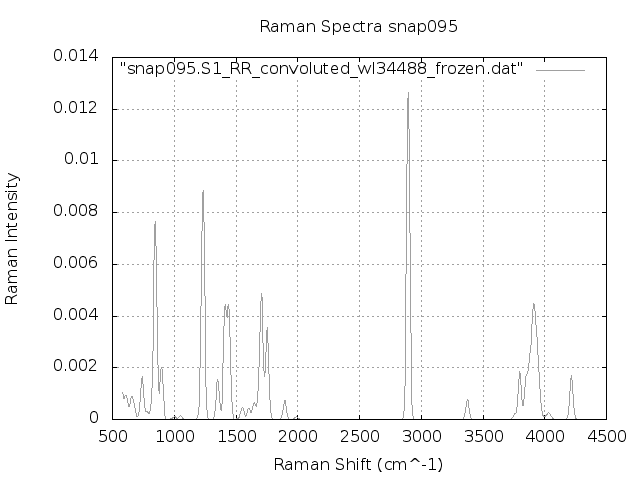 Raman Spectra snap095
"snap095.S1_RR_convoluted_wl34488_frozen.dat"
Raman Intensity
0.014
0.012
0.01
0.008
0.006
0.004
0.002
0
500 1000 1500 2000 2500 3000 3500 4000 4500
Raman Shift (cm^-1)